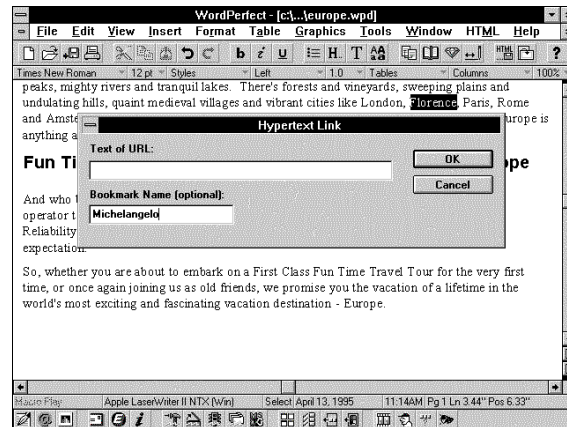 WordPerfect - [c:\...\europe.wpd]
File Edit View Insert Format Table Graphics Tools Window HTML Help
b i u H.. T AA HTML ?
Times New Roman 12 pt Styles Left 1.0 Tables Columns 100%
peaks, mighty rivers and tranquil lakes. There's forests and vineyards, sweeping plains and
undulating hills, quaint medieval villages and vibrant cities like London, Florence, Paris, Rome
and Amste urope is
anything a
Hypertext Link
Text of URL:
OK
Cancel
Bookmark Name (optional):
Michelangelo
Fun Ti ope
And who
operator t
Reliability
expectation.
So, whether you are about to embark on a First Class Fun Time Travel Tour for the very first
time, or once again joining us as old friends, we promise you the vacation of a lifetime in the
world's most exciting and fascinating vacation destination - Europe.
Macro Play Apple LaserWriter II NTX (Win) Select April 13, 1995 11:14AM Pg 1 Ln 3.44" Pos 6.33"